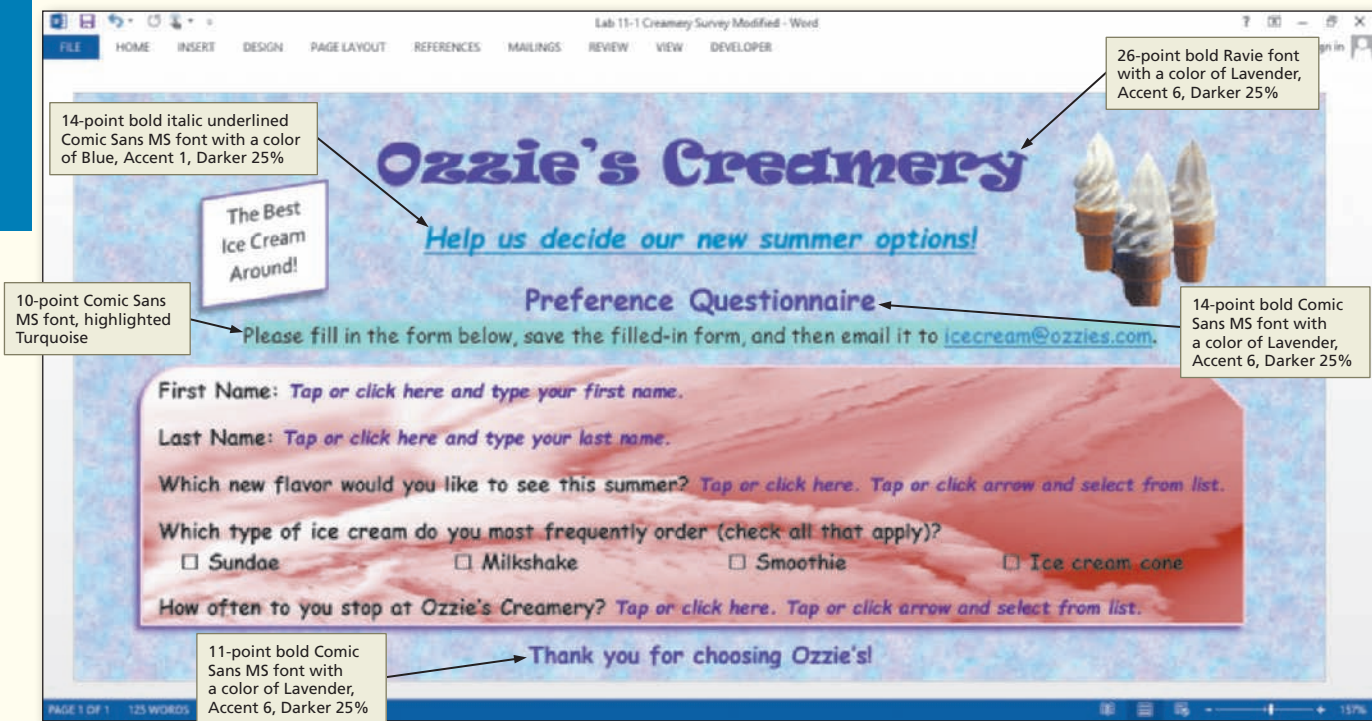 Lab 11-1 Creamery Survey Modified - Word
FILE HOME INSERT DESIGN PAGE LAYOUT REFERENCES MAILINGS REVIEW VIEW DEVELOPER
gn in
26-point bold Ravie font
with a color of Lavender,
Accent 6, Darker 25%
14-point bold italic underlined
Comic Sans MS font with a color
of Blue, Accent 1, Darker 25%
Ozzie's Creamery
The Best
Ice Cream
Around!
Help us decide our new summer options!
10-point Comic Sans
MS font, highlighted
Turquoise
Preference Questionnaire
14-point bold Comic
Sans MS font with
a color of Lavender,
Accent 6, Darker 25%
Please fill in the form below, save the filled-in form, and then email it to icecream@ozzies.com.
First Name: Tap or click here and type your first name.
Last Name: Tap or click here and type your last name.
Which new flavor would you like to see this summer? Tap or click here. Tap or click arrow and select from list.
Which type of ice cream do you most frequently order (check all that apply)?
☐ Sundae ☐ Milkshake ☐ Smoothie ☐ Ice cream cone
How often to you stop at Ozzie's Creamery? Tap or click here. Tap or click arrow and select from list.
11-point bold Comic
Sans MS font with
a color of Lavender,
Accent 6, Darker 25%
Thank you for choosing Ozzie's!
PAGE 1 OF 1 125 WORDS
157%